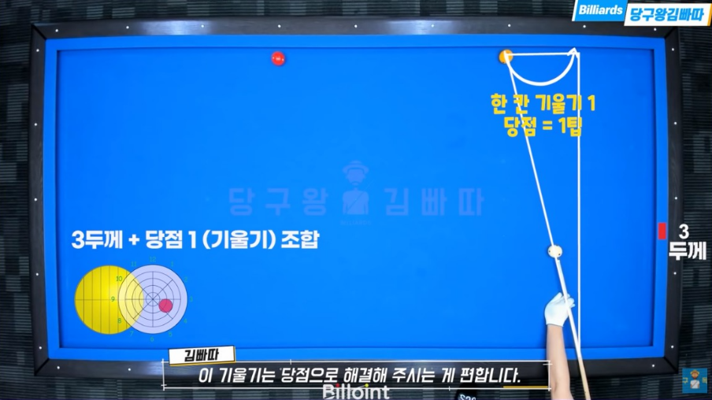 Billiards 당구왕김빠따
한 칸 기울기 1
당점 = 1팁
당구왕 김빠따
3두께 + 당점 1 (기울기) 조합
3
두께
김빠따
이 기울기는 당점으로 해결해 주시는 게 편합니다.
Billoint